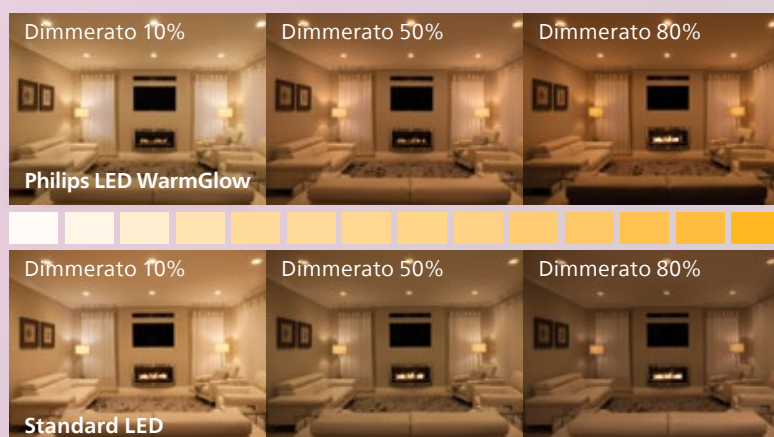 Dimmerato 10%
Dimmerato 50%
Dimmerato 80%
Philips LED WarmGlow
Dimmerato 10%
Dimmerato 50%
Dimmerato 80%
Standard LED